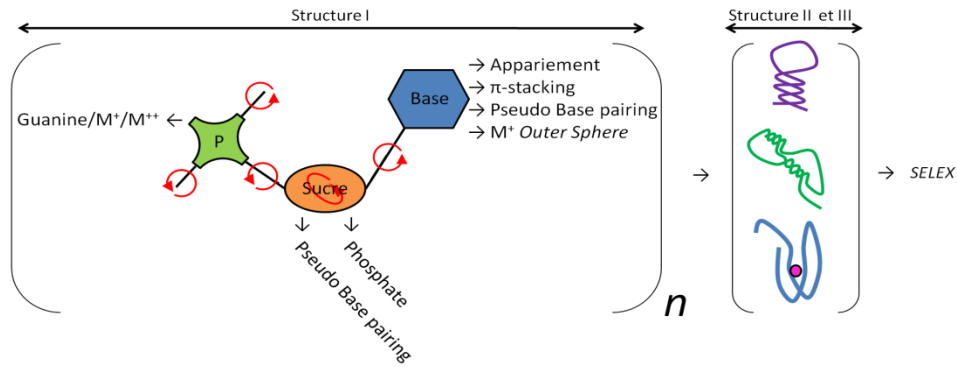 Structure I
Structure II et III
→ Appariement
→ π-stacking
→ Pseudo Base pairing
→ M⁺ Outer Sphere
Base
Guanine/M⁺/M⁺⁺ ←
P
Sucre
→ Phosphate
→ Pseudo Base pairing
n
→
→ SELEX